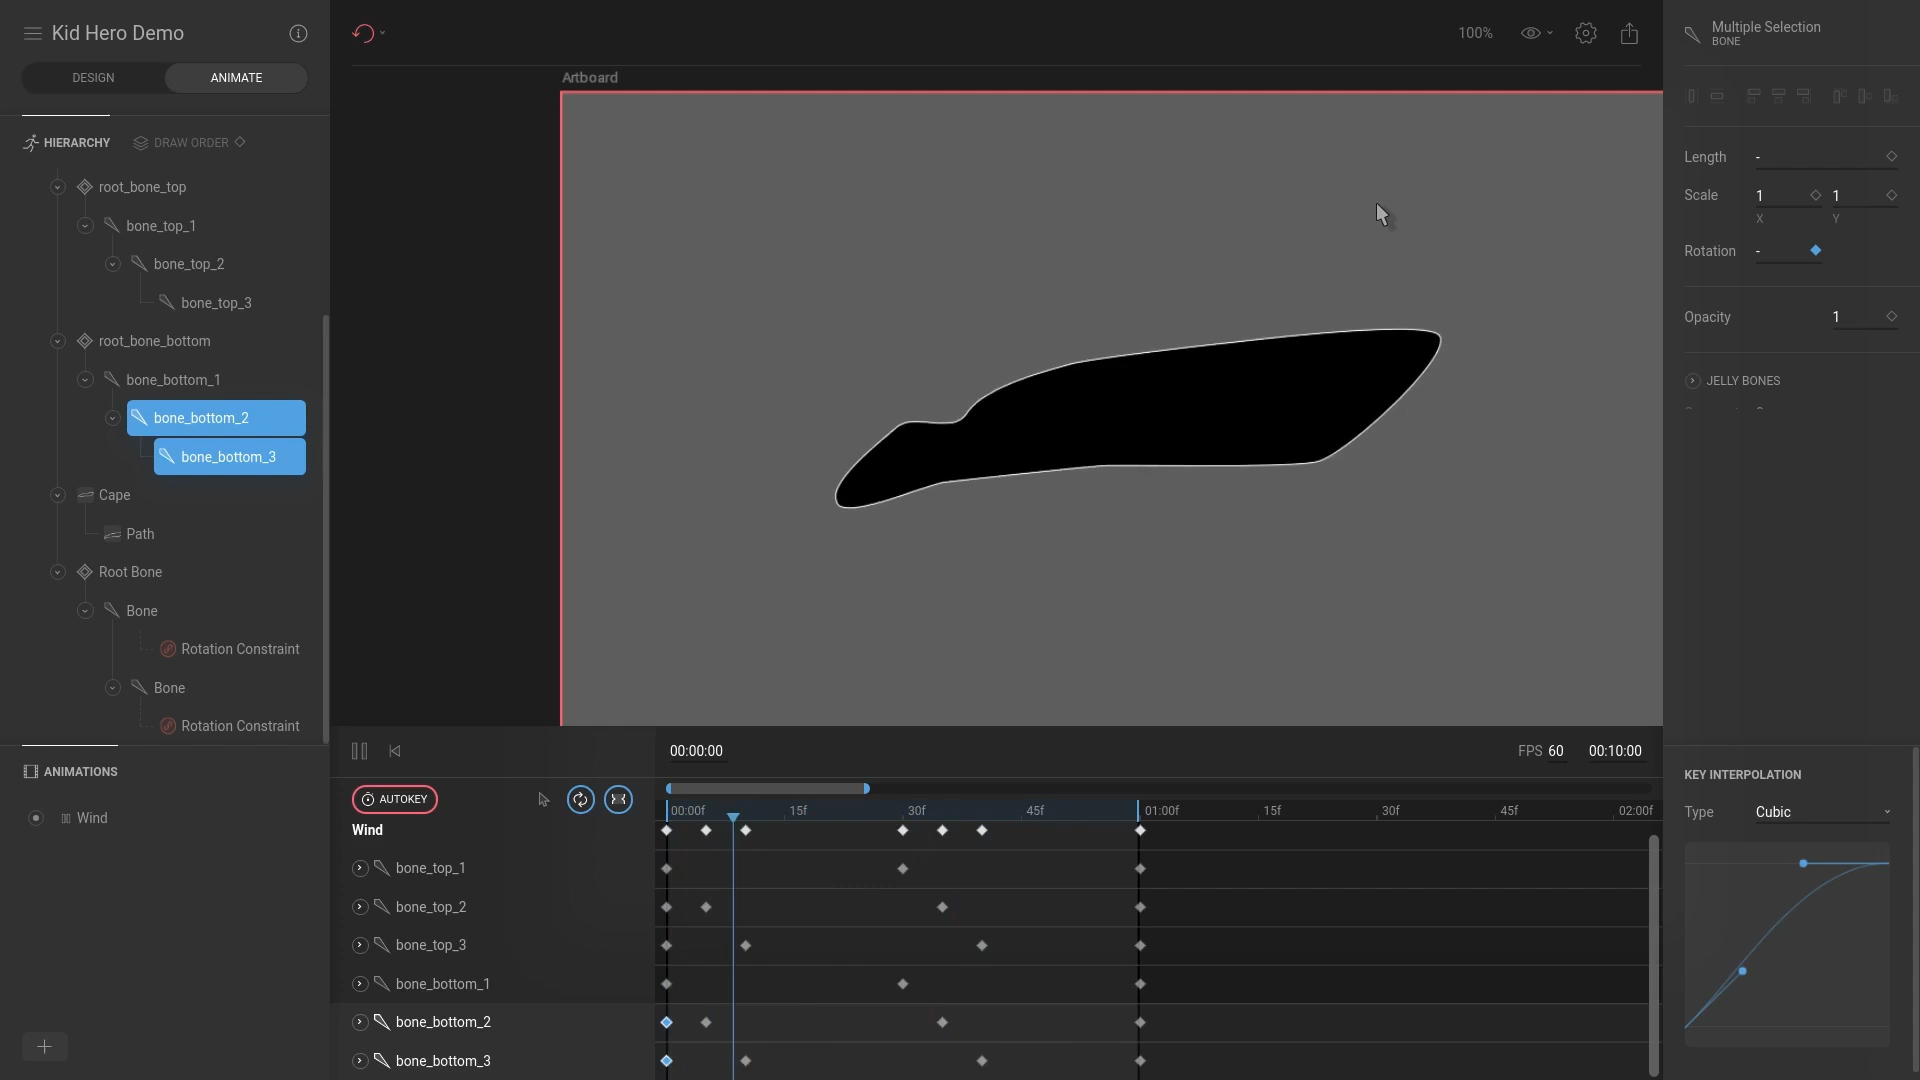 Kid Hero Demo
DESIGN ANIMATE
HIERARCHY DRAW ORDER
root_bone_top
bone_top_1
bone_top_2
bone_top_3
root_bone_bottom
bone_bottom_1
bone_bottom_2
bone_bottom_3
Cape
Path
Root Bone
Bone
Rotation Constraint
Bone
Rotation Constraint
ANIMATIONS
Wind
100%
Artboard
00:00:00 FPS 60 00:10:00
AUTOKEY
00:00f 15f 30f 45f 01:00f 15f 30f 45f 02:00f
Wind
bone_top_1
bone_top_2
bone_top_3
bone_bottom_1
bone_bottom_2
bone_bottom_3
Multiple Selection
BONE
Length -
Scale 1 1
X Y
Rotation -
Opacity 1
JELLY BONES
KEY INTERPOLATION
Type Cubic